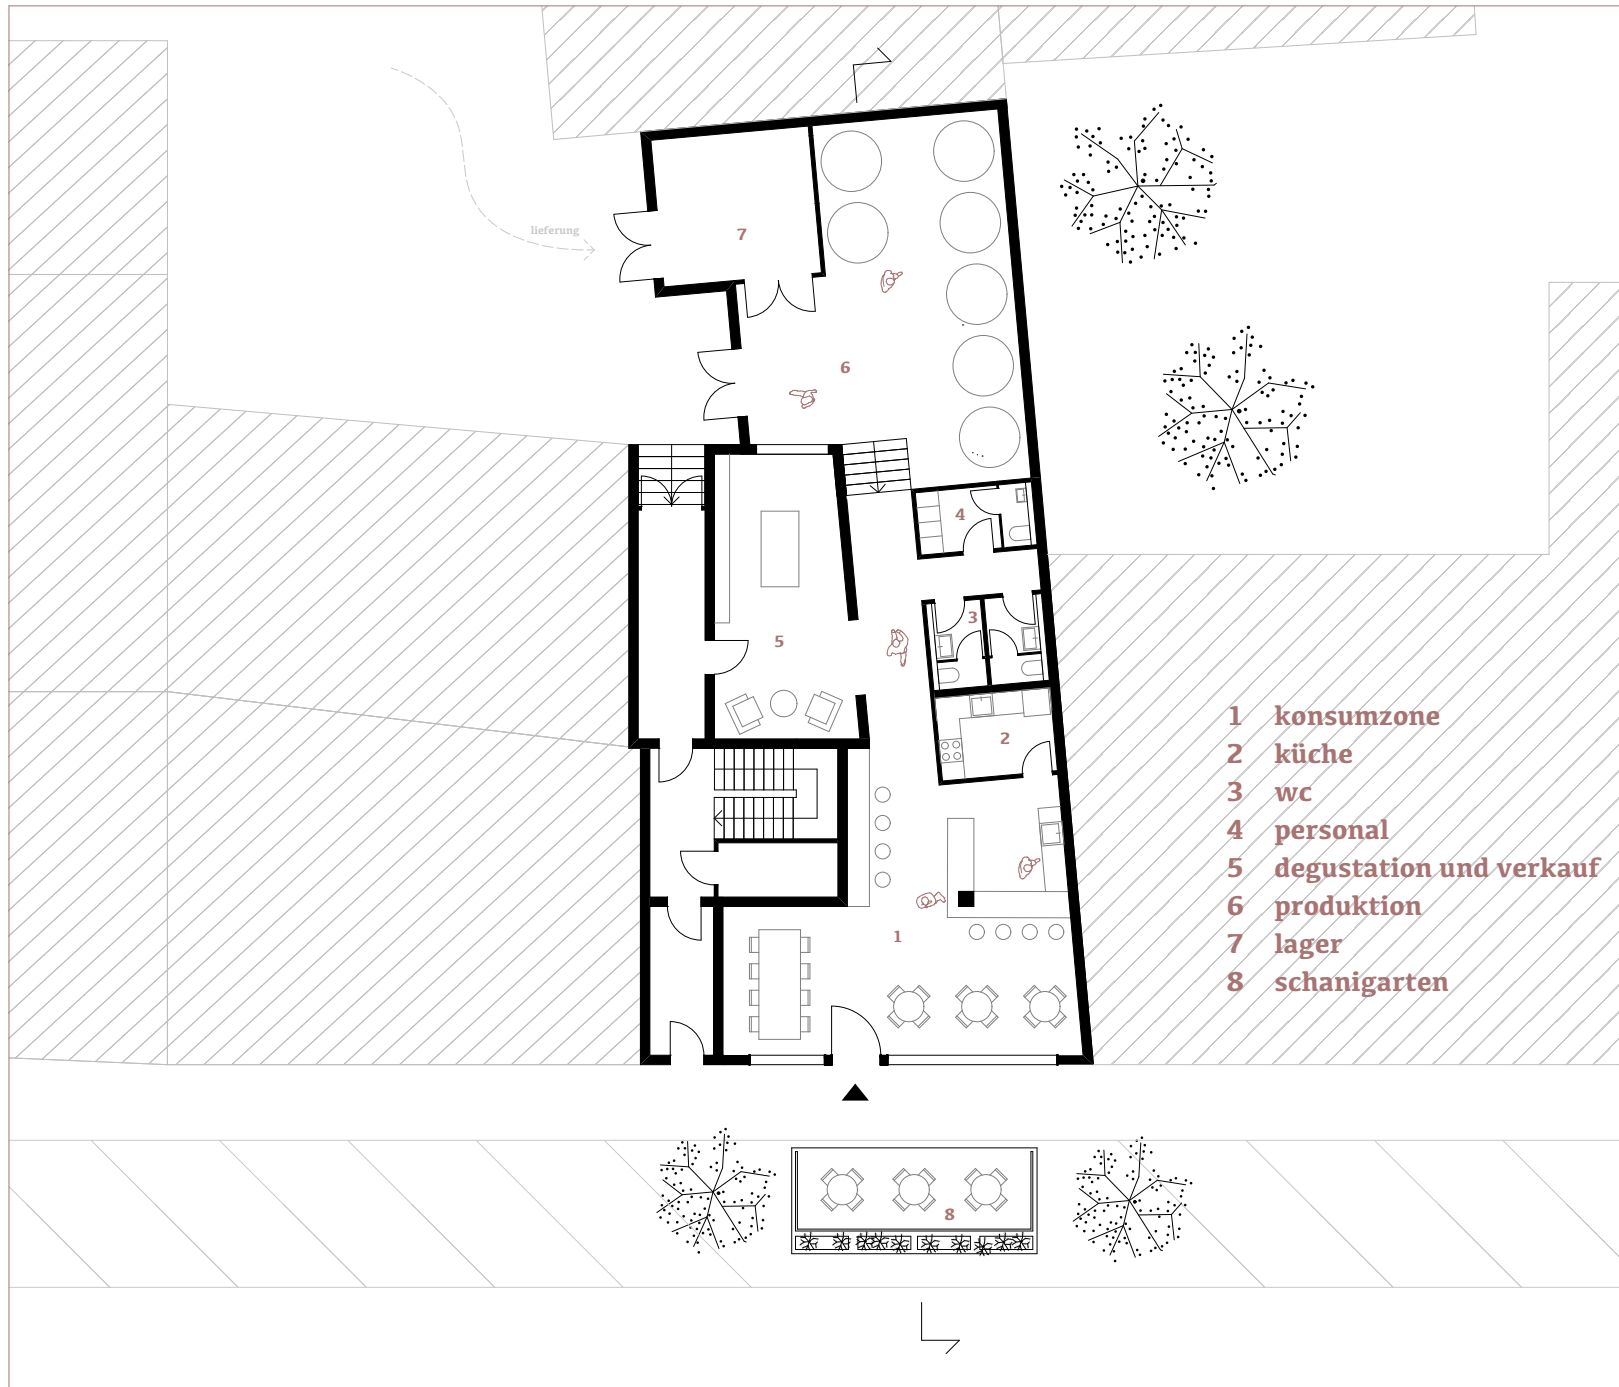 lieferung
7
6
4
3
5
2
1
8
1 konsumzone
2 küche
3 wc
4 personal
5 degustation und verkauf
6 produktion
7 lager
8 schanigarten